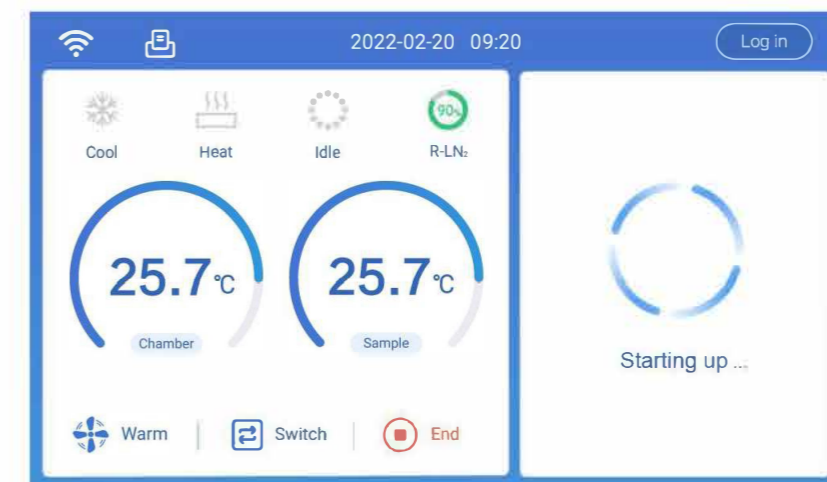 2022-02-20 09:20
Log in
90%
Cool Heat Idle R-LN₂
25.7℃ 25.7℃
Chamber Sample
Starting up ...
Warm Switch End